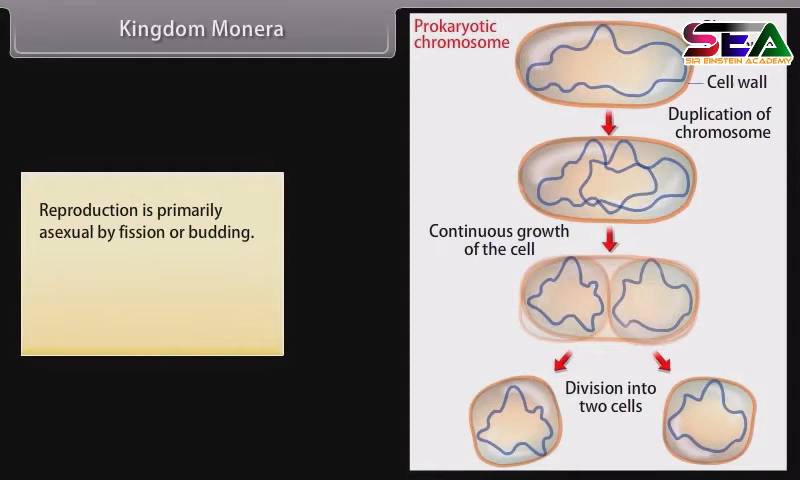 Kingdom Monera
Reproduction is primarily
asexual by fission or budding.
Prokaryotic
chromosome
SEA
SIR EINSTEIN ACADEMY
Cell wall
Duplication of
chromosome
Continuous growth
of the cell
Division into
two cells